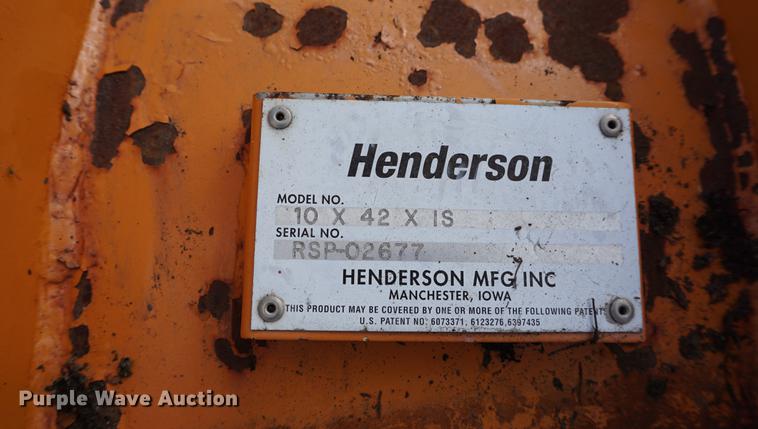 Henderson
MODEL NO.
10 X 42 X IS
SERIAL NO.
RSP-02677
HENDERSON MFG, INC
MANCHESTER, IOWA
THIS PRODUCT MAY BE COVERED BY ONE OR MORE OF THE FOLLOWING PATENT
U.S. PATENT NO: 6073371, 6123276,6397435
Purple Wave Auction